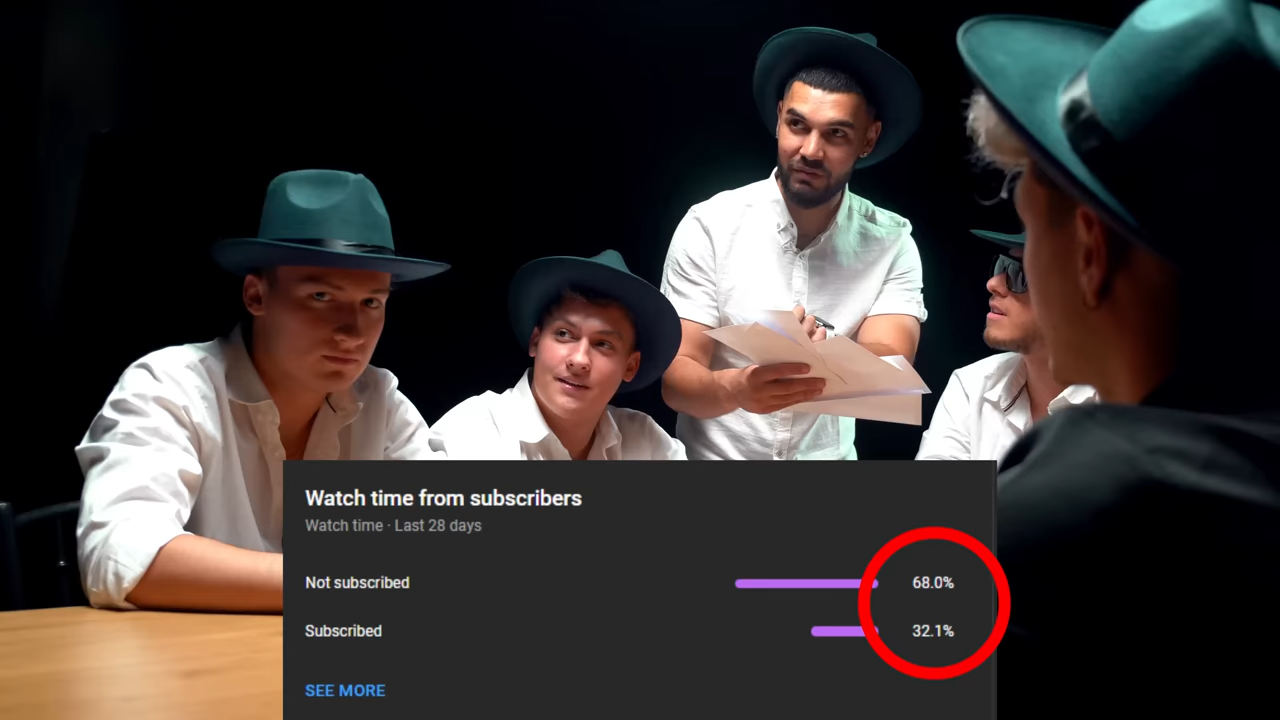 Watch time from subscribers
Watch time · Last 28 days
Not subscribed 68.0%
Subscribed 32.1%
SEE MORE